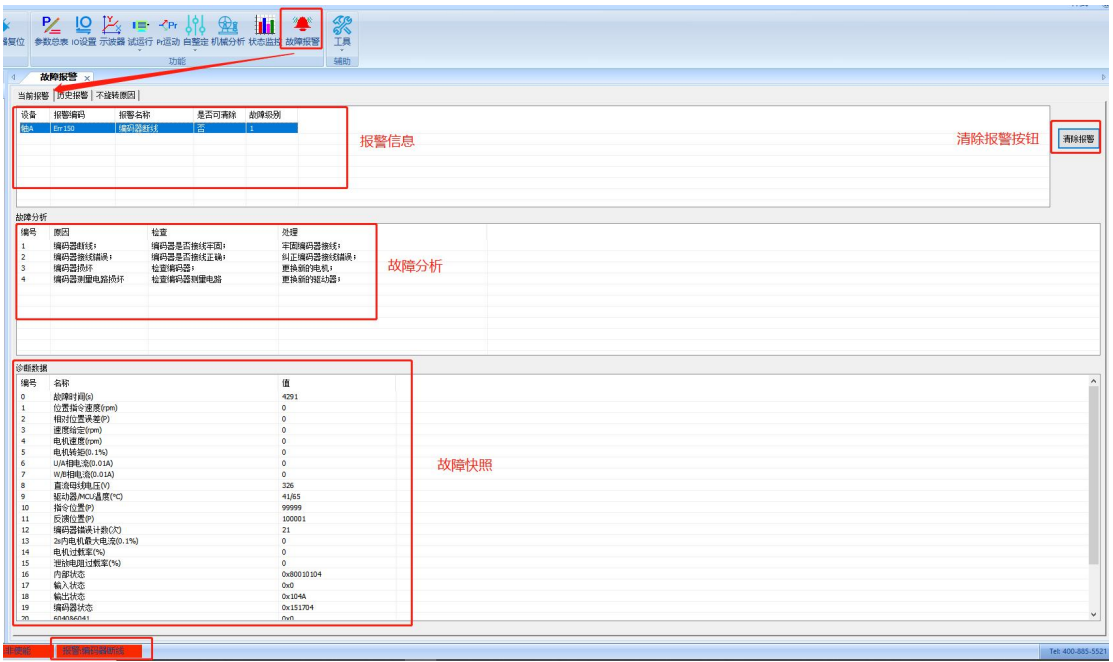 器复位 参数总表 IO设置 示波器 试运行 Pr运动 自整定 机械分析 状态监控 故障报警 工具
功能 辅助
故障报警 x
当前报警 历史报警 不旋转原因
设备 报警编码 报警名称 是否可清除 故障级别
轴A Err150 编码器断线 否 1
报警信息
清除报警按钮
清除报警
故障分析
编号 原因 检查 处理
1 编码器断线; 编码器是否接线牢固; 牢固编码器接线;
2 编码器接线错误; 编码器是否接线正确; 纠正编码器接线错误;
3 编码器损坏 检查编码器; 更换新的电机;
4 编码器测量电路损坏 检查编码器测量电路 更换新的驱动器;
故障分析
诊断数据
编号 名称 值
0 故障时间(s) 4291
1 位置指令速度(rpm) 0
2 相对位置误差(P) 0
3 速度给定(rpm) 0
4 电机速度(rpm) 0
5 电机转矩(0.1%) 0
6 U/A相电流(0.01A) 0
7 W/B相电流(0.01A) 0
8 直流母线电压(V) 326
9 驱动器/MCU温度(℃) 41/65
10 指令位置(P) 99999
11 反馈位置(P) 100001
12 编码器错误计数(次) 21
13 2s内电机最大电流(0.1%) 0
14 电机过载率(%) 0
15 泄放电阻过载率(%) 0
16 内部状态 0x80010104
17 输入状态 0x0
18 输出状态 0x104A
19 编码器状态 0x151704
20 604086041 0x0
故障快照
非使能 报警:编码器断线 Tel: 400-885-5521